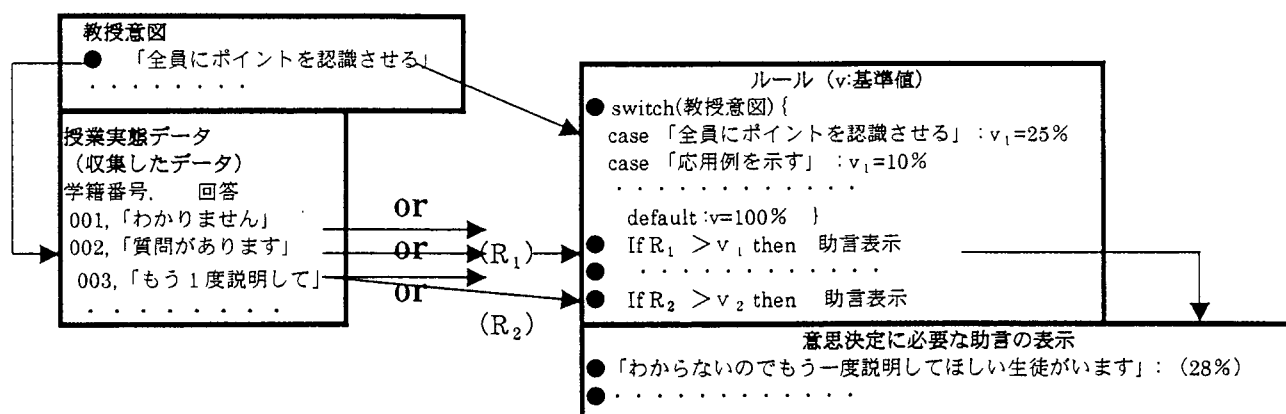 教授意図
● 「全員にポイントを認識させる」
・・・・・・・・
授業実態データ
(収集したデータ)
学籍番号, 回答
001,「わかりません」
002,「質問があります」
003,「もう1度説明して」
・・・・・・・・
or
or
or
(R₁)
(R₂)
ルール (v:基準値)
● switch(教授意図) {
case 「全員にポイントを認識させる」:v₁=25%
case 「応用例を示す」:v₁=10%
・・・・・・・・・・・・・
default:v=100% }
● If R₁ >v₁ then 助言表示
● ・・・・・・・・・・・・・
● If R₂ >v₂ then 助言表示
意思決定に必要な助言の表示
●「わからないのでもう一度説明してほしい生徒がいます」: (28%)
●・・・・・・・・・・・・・